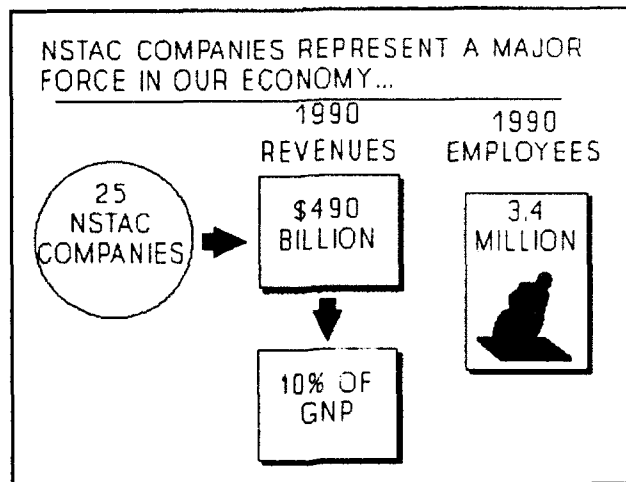 NSTAC COMPANIES REPRESENT A MAJOR
FORCE IN OUR ECONOMY...
1990
REVENUES
1990
EMPLOYEES
25
NSTAC
COMPANIES
$490
BILLION
3.4
MILLION
10% OF
GNP